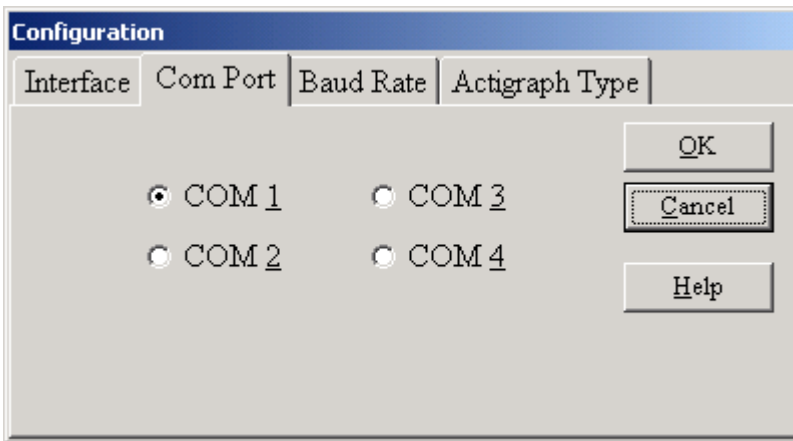 Configuration
Interface Com Port Baud Rate Actigraph Type
OK
COM 1 COM 3
Cancel
COM 2 COM 4
Help